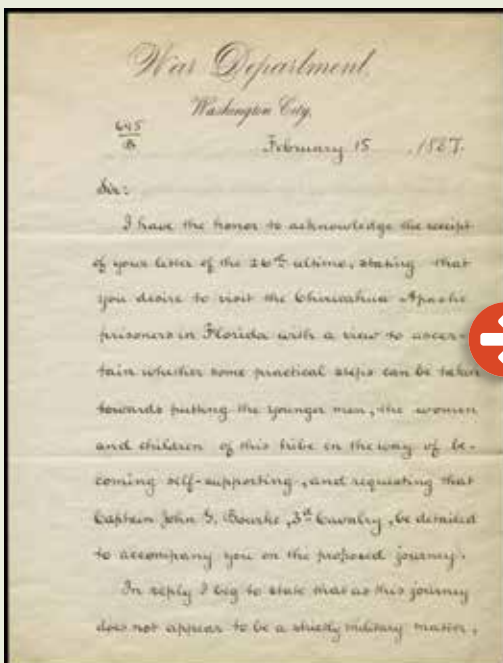 War Department,
Washington City,
645
B
February 15, 1887.
Sir:
I have the honor to acknowledge the receipt
of your letter of the 26th ultimo, stating that
you desire to visit the Chiricahua Apache
prisoners in Florida with a view to ascer-
tain whether some practical steps can be taken
towards putting the younger men, the women
and children of this tribe in the way of be-
coming self-supporting, and requesting that
Captain John G. Bourke, 3d Cavalry, be detailed
to accompany you on the proposed journey.
In reply I beg to state that as this journey
does not appear to be a strictly military matter,